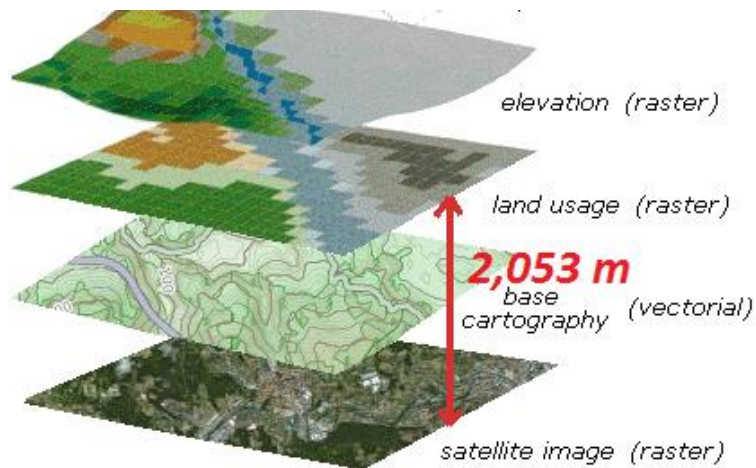 elevation (raster)
land usage (raster)
2,053 m
base
cartography (vectorial)
satellite image (raster)